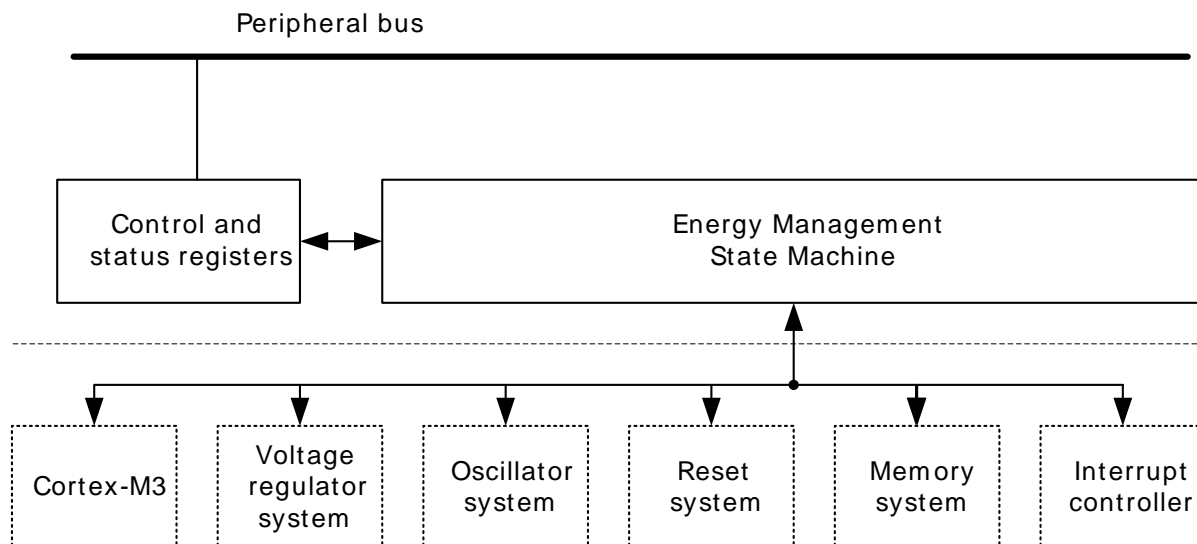 Peripheral bus
Control and
status registers
Energy Management
State Machine
Cortex-M3
Voltage
regulator
system
Oscillator
system
Reset
system
Memory
system
Interrupt
controller